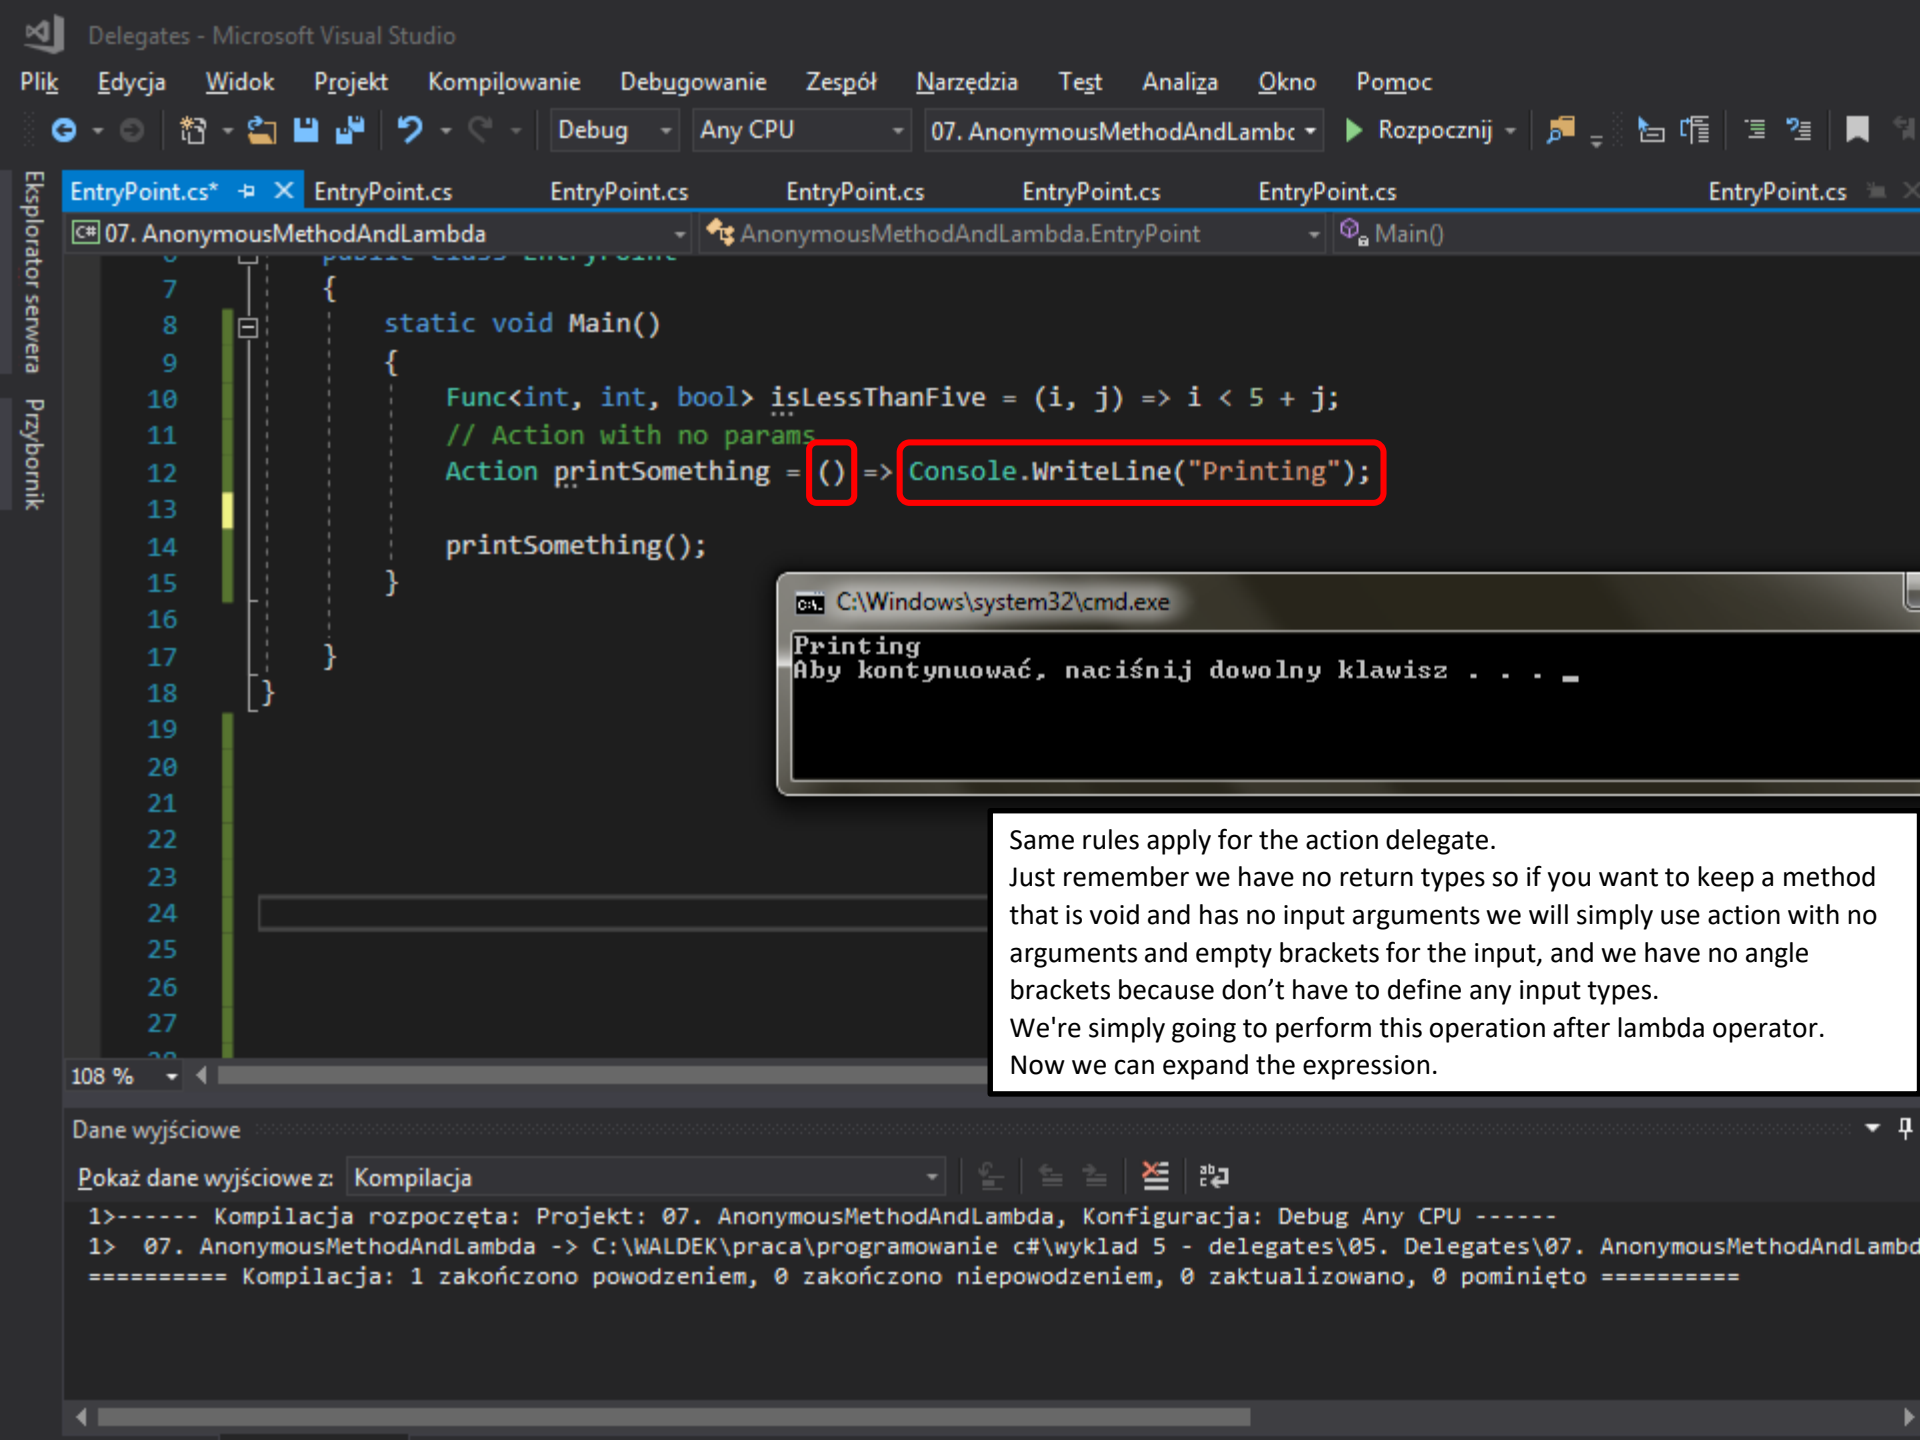 Delegates - Microsoft Visual Studio
Plik Edycja Widok Projekt Kompilowanie Debugowanie Zespół Narzędzia Test Analiza Okno Pomoc
Debug Any CPU 07. AnonymousMethodAndLambc Rozpocznij
EntryPoint.cs* EntryPoint.cs EntryPoint.cs EntryPoint.cs EntryPoint.cs EntryPoint.cs EntryPoint.cs
C# 07. AnonymousMethodAndLambda AnonymousMethodAndLambda.EntryPoint Main()
Eksplorator serwera
Przybornik
6 public class EntryPoint
7 {
8 static void Main()
9 {
10 Func<int, int, bool> isLessThanFive = (i, j) => i < 5 + j;
11 // Action with no params
12 Action printSomething = () => Console.WriteLine("Printing");
13
14 printSomething();
15 }
16
17 }
18 }
19
20
21
22
23
24
25
26
27
28
C:\Windows\system32\cmd.exe
Printing
Aby kontynuować, naciśnij dowolny klawisz . . . _
Same rules apply for the action delegate.
Just remember we have no return types so if you want to keep a method
that is void and has no input arguments we will simply use action with no
arguments and empty brackets for the input, and we have no angle
brackets because don’t have to define any input types.
We're simply going to perform this operation after lambda operator.
Now we can expand the expression.
108 %
Dane wyjściowe
Pokaż dane wyjściowe z: Kompilacja
1>------ Kompilacja rozpoczęta: Projekt: 07. AnonymousMethodAndLambda, Konfiguracja: Debug Any CPU ------
1> 07. AnonymousMethodAndLambda -> C:\WALDEK\praca\programowanie c#\wyklad 5 - delegates\05. Delegates\07. AnonymousMethodAndLambd
========== Kompilacja: 1 zakończono powodzeniem, 0 zakończono niepowodzeniem, 0 zaktualizowano, 0 pominięto ==========